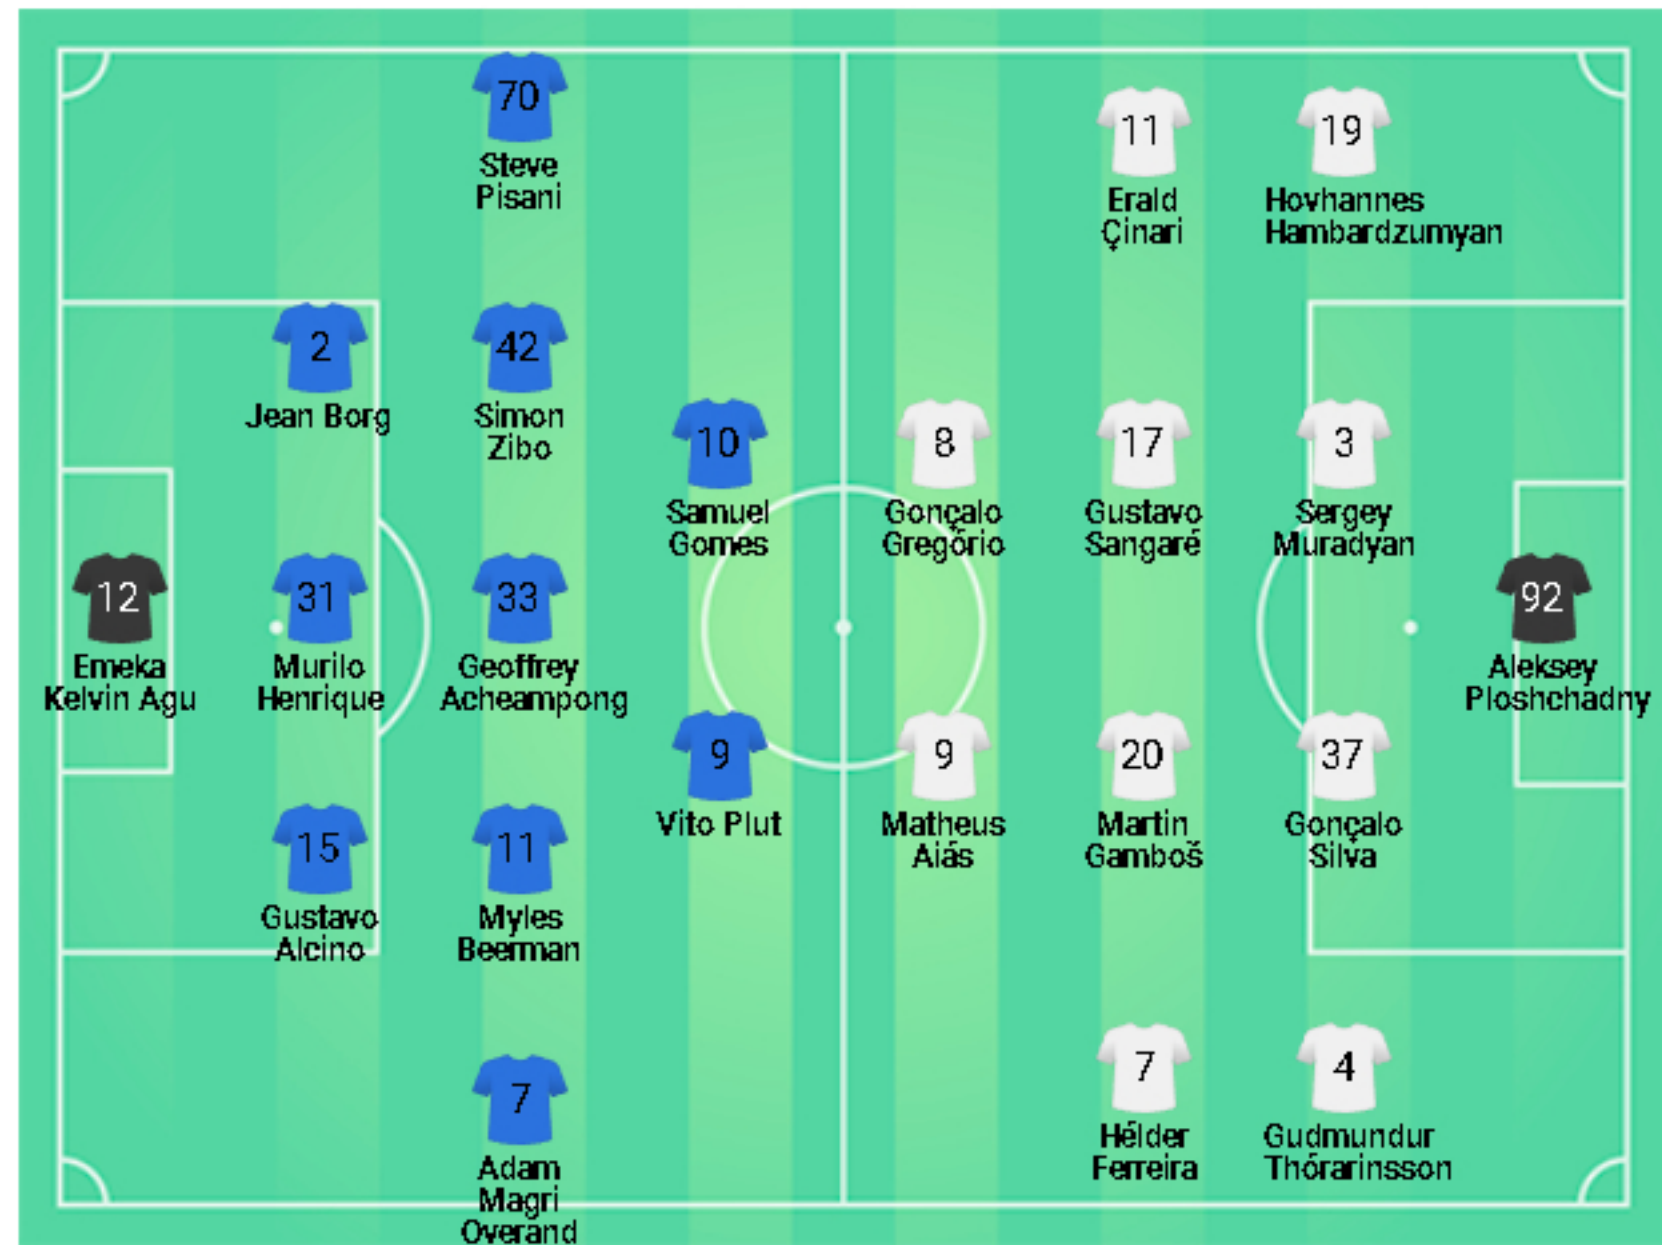 70
Steve
Pisani
11
Erald
Çinari
19
Hovhannes
Hambardzumyan
2
Jean Borg
42
Simon
Zibo
10
Samuel
Gomes
8
Gonçalo
Gregório
17
Gustavo
Sangaré
3
Sergey
Muradyan
12
Emeka
Kelvin Agu
31
Murilo
Henrique
33
Geoffrey
Acheampong
92
Aleksey
Ploshchadny
9
Vito Plut
9
Matheus
Aiás
20
Martin
Gamboš
37
Gonçalo
Silva
15
Gustavo
Alcino
11
Myles
Beerman
7
Adam
Magri
Overand
7
Hélder
Ferreira
4
Gudmundur
Thórarinsson